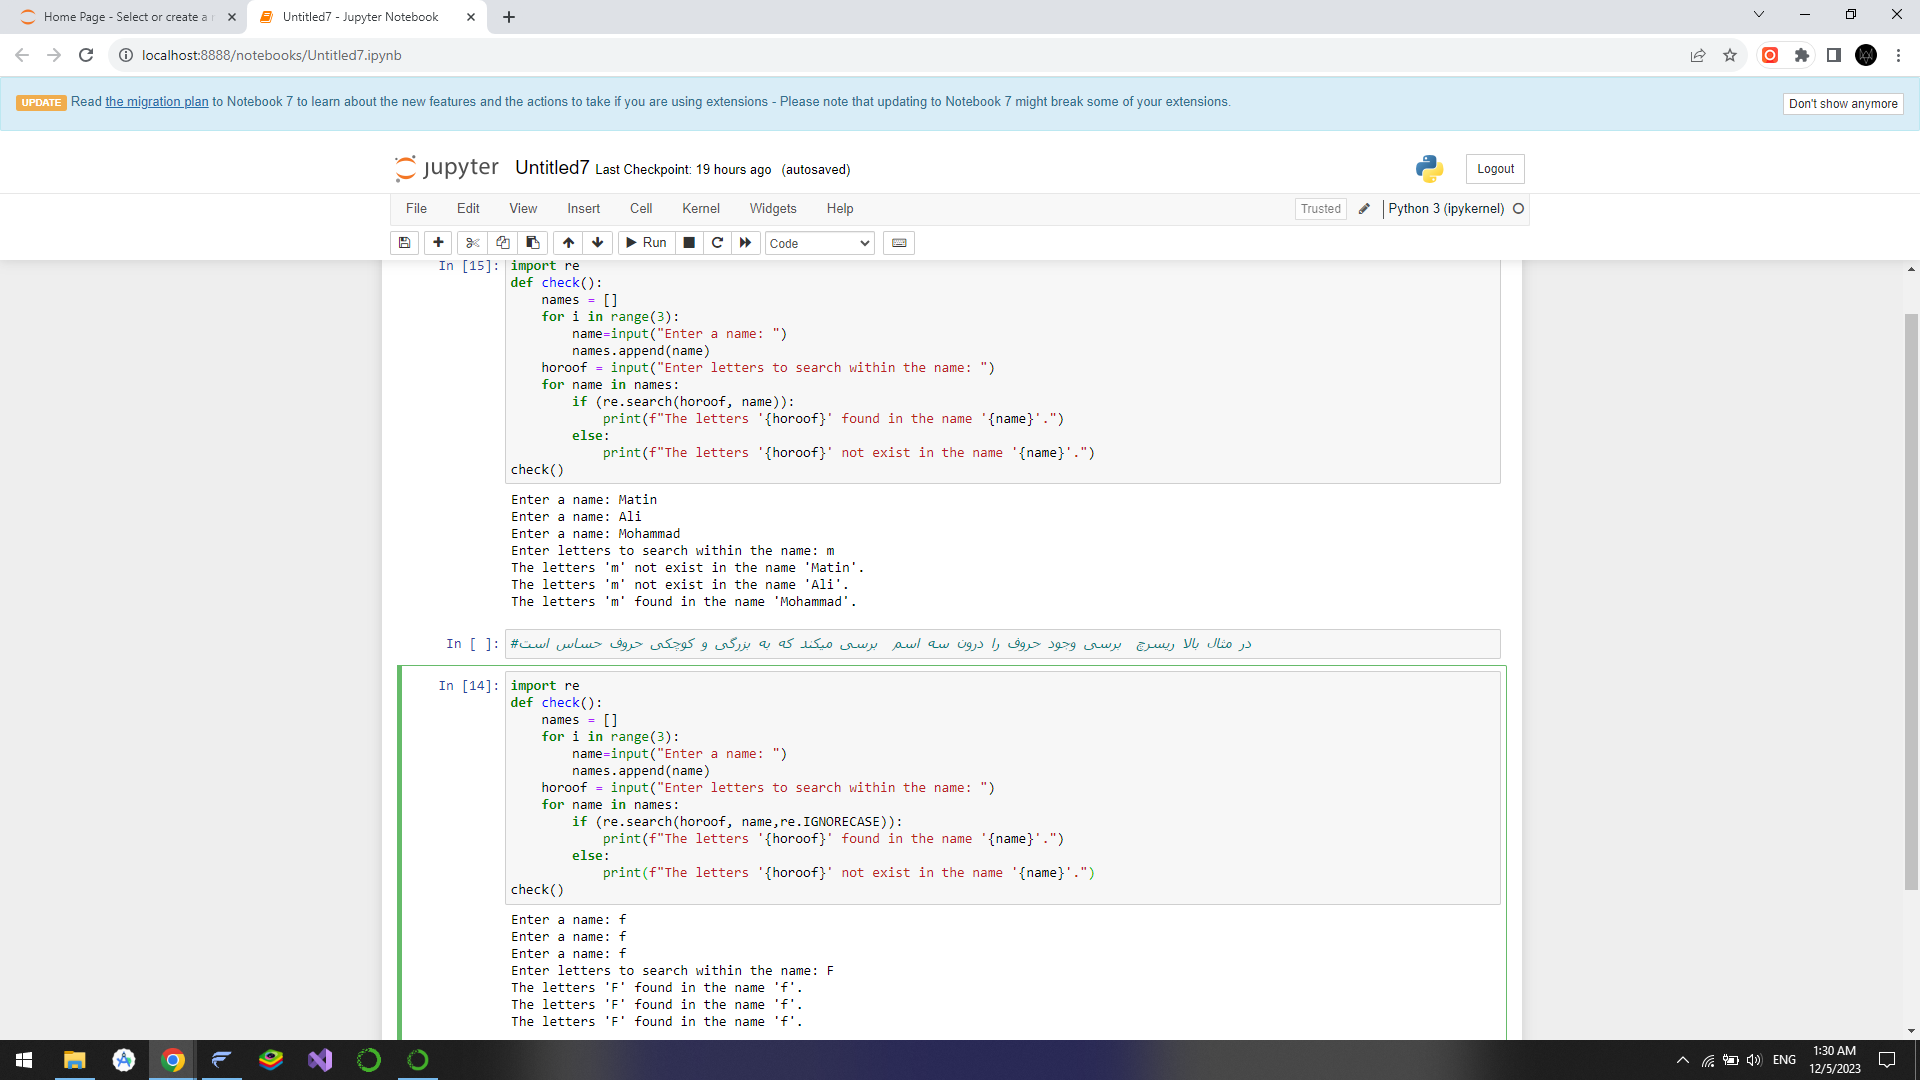 Home Page - Select or create a n
Untitled7 - Jupyter Notebook
localhost:8888/notebooks/Untitled7.ipynb
UPDATE Read the migration plan to Notebook 7 to learn about the new features and the actions to take if you are using extensions - Please note that updating to Notebook 7 might break some of your extensions.
Don't show anymore
jupyter Untitled7 Last Checkpoint: 19 hours ago (autosaved)
Logout
File Edit View Insert Cell Kernel Widgets Help
Trusted Python 3 (ipykernel)
Run Code
In [15]: import re
def check():
    names = []
    for i in range(3):
        name=input("Enter a name: ")
        names.append(name)
    horoof = input("Enter letters to search within the name: ")
    for name in names:
        if (re.search(horoof, name)):
            print(f"The letters '{horoof}' found in the name '{name}'.")
        else:
            print(f"The letters '{horoof}' not exist in the name '{name}'.")
check()
Enter a name: Matin
Enter a name: Ali
Enter a name: Mohammad
Enter letters to search within the name: m
The letters 'm' not exist in the name 'Matin'.
The letters 'm' not exist in the name 'Ali'.
The letters 'm' found in the name 'Mohammad'.
In [ ]: #در مثال بالا ریسرچ برسی وجود حروف را درون سه اسم برسی میکند که به بزرگی و کوچکی حروف حساس است
In [14]: import re
def check():
    names = []
    for i in range(3):
        name=input("Enter a name: ")
        names.append(name)
    horoof = input("Enter letters to search within the name: ")
    for name in names:
        if (re.search(horoof, name,re.IGNORECASE)):
            print(f"The letters '{horoof}' found in the name '{name}'.")
        else:
            print(f"The letters '{horoof}' not exist in the name '{name}'.")
check()
Enter a name: f
Enter a name: f
Enter a name: f
Enter letters to search within the name: F
The letters 'F' found in the name 'f'.
The letters 'F' found in the name 'f'.
The letters 'F' found in the name 'f'.
ENG
1:30 AM
12/5/2023